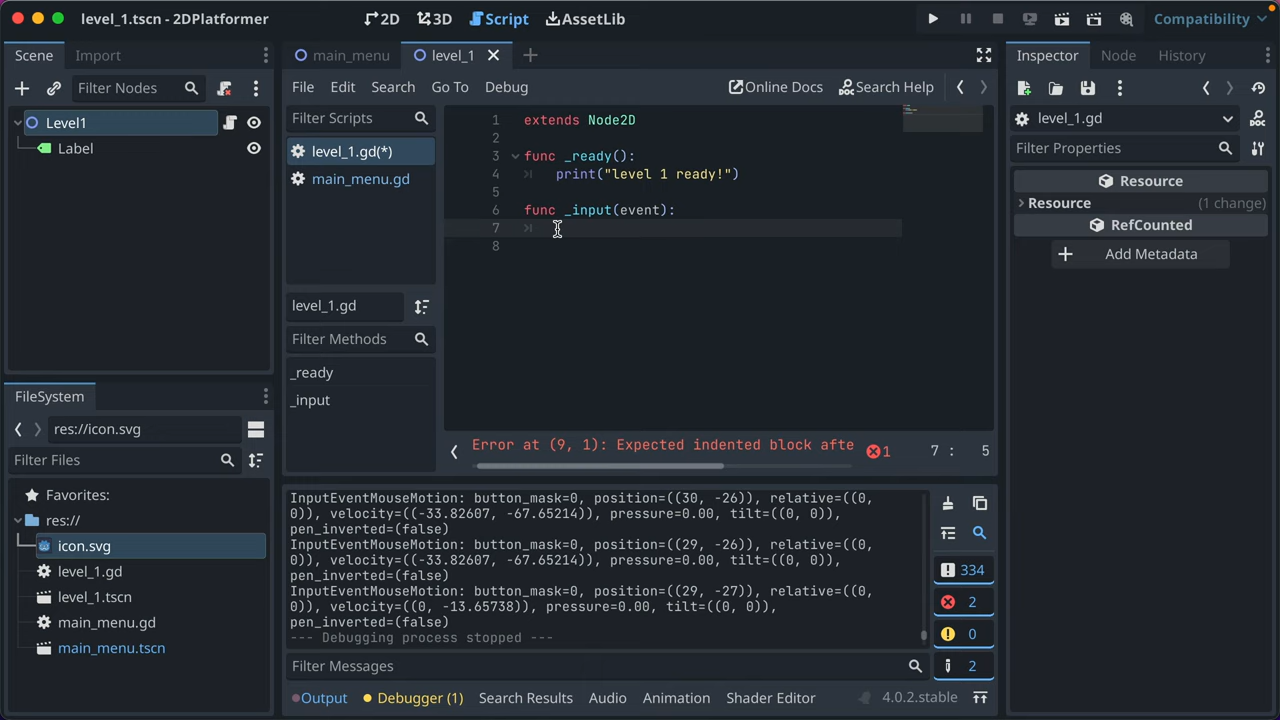 level_1.tscn - 2DPlatformer
2D
3D
Script
AssetLib
Compatibility
Scene
Import
Filter Nodes
Level1
Label
main_menu
level_1
File
Edit
Search
Go To
Debug
Online Docs
Search Help
Filter Scripts
level_1.gd(*)
main_menu.gd
level_1.gd
Filter Methods
_ready
_input
1 extends Node2D
2
3 func _ready():
4 print("level 1 ready!")
5
6 func _input(event):
7
8
Error at (9, 1): Expected indented block afte
1
7 : 5
Inspector
Node
History
level_1.gd
Filter Properties
Resource
Resource (1 change)
RefCounted
Add Metadata
FileSystem
res://icon.svg
Filter Files
Favorites:
res://
icon.svg
level_1.gd
level_1.tscn
main_menu.gd
main_menu.tscn
InputEventMouseMotion: button_mask=0, position=((30, -26)), relative=((0,
0)), velocity=((-33.82607, -67.65214)), pressure=0.00, tilt=((0, 0)),
pen_inverted=(false)
InputEventMouseMotion: button_mask=0, position=((29, -26)), relative=((0,
0)), velocity=((-33.82607, -67.65214)), pressure=0.00, tilt=((0, 0)),
pen_inverted=(false)
InputEventMouseMotion: button_mask=0, position=((29, -27)), relative=((0,
0)), velocity=((0, -13.65738)), pressure=0.00, tilt=((0, 0)),
pen_inverted=(false)
--- Debugging process stopped ---
334
2
0
2
Filter Messages
Output
Debugger (1)
Search Results
Audio
Animation
Shader Editor
4.0.2.stable